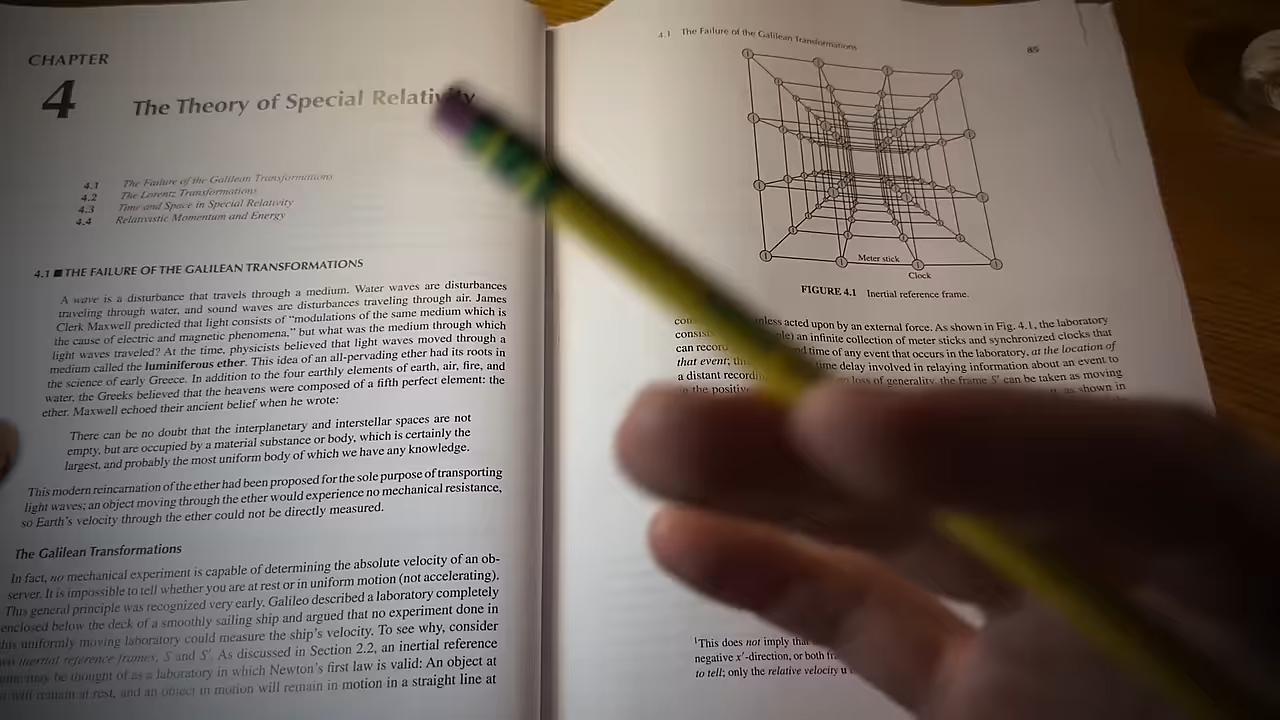 CHAPTER
4
The Theory of Special Relativity
4.1 The Failure of the Galilean Transformations
4.2 The Lorentz Transformations
4.3 Time and Space in Special Relativity
4.4 Relativistic Momentum and Energy
4.1 ■ THE FAILURE OF THE GALILEAN TRANSFORMATIONS
A wave is a disturbance that travels through a medium. Water waves are disturbances
traveling through water, and sound waves are disturbances traveling through air. James
Clerk Maxwell predicted that light consists of “modulations of the same medium which is
the cause of electric and magnetic phenomena,” but what was the medium through which
light waves traveled? At the time, physicists believed that light waves moved through a
medium called the luminiferous ether. This idea of an all-pervading ether had its roots in
the science of early Greece. In addition to the four earthly elements of earth, air, fire, and
water, the Greeks believed that the heavens were composed of a fifth perfect element: the
ether. Maxwell echoed their ancient belief when he wrote:
There can be no doubt that the interplanetary and interstellar spaces are not
empty, but are occupied by a material substance or body, which is certainly the
largest, and probably the most uniform body of which we have any knowledge.
This modern reincarnation of the ether had been proposed for the sole purpose of transporting
light waves; an object moving through the ether would experience no mechanical resistance,
so Earth’s velocity through the ether could not be directly measured.
The Galilean Transformations
In fact, no mechanical experiment is capable of determining the absolute velocity of an ob-
server. It is impossible to tell whether you are at rest or in uniform motion (not accelerating).
This general principle was recognized very early. Galileo described a laboratory completely
enclosed below the deck of a smoothly sailing ship and argued that no experiment done in
this uniformly moving laboratory could measure the ship’s velocity. To see why, consider
two inertial reference frames, S and S′. As discussed in Section 2.2, an inertial reference
frame may be thought of as a laboratory in which Newton’s first law is valid: An object at
rest will remain at rest, and an object in motion will remain in motion in a straight line at
4.1 The Failure of the Galilean Transformations 85
Meter stick
Clock
FIGURE 4.1 Inertial reference frame.
unless acted upon by an external force. As shown in Fig. 4.1, the laboratory
an infinite collection of meter sticks and synchronized clocks that
can record and time of any event that occurs in the laboratory, at the location of
that event; time delay involved in relaying information about an event to
a distant loss of generality, the frame S′ can be taken as moving
in the positive as shown in
¹This does not imply that
negative x′-direction, or both
to tell; only the relative velocity u